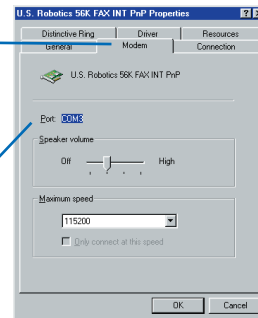 U.S. Robotics 56K FAX INT PnP Properties
Distinctive Ring Driver Resources
General Modem Connection
U.S. Robotics 56K FAX INT PnP
Port: COM3
Speaker volume
Off High
Maximum speed
115200
Only connect at this speed
OK Cancel